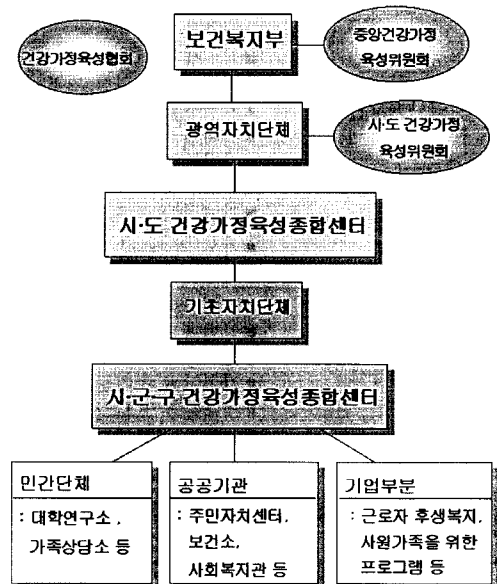 건강가정육성협회
보건복지부
중앙건강가정
육성위원회
광역자치단체
시·도 건강가정
육성위원회
시·도 건강가정육성종합센터
기초자치단체
시·군·구 건강가정육성종합센터
민간단체
: 대학연구소,
가족상담소 등
공공기관
: 주민자치센터,
보건소,
사회복지관 등
기업부분
: 근로자 후생복지,
사원가족을 위한
프로그램 등